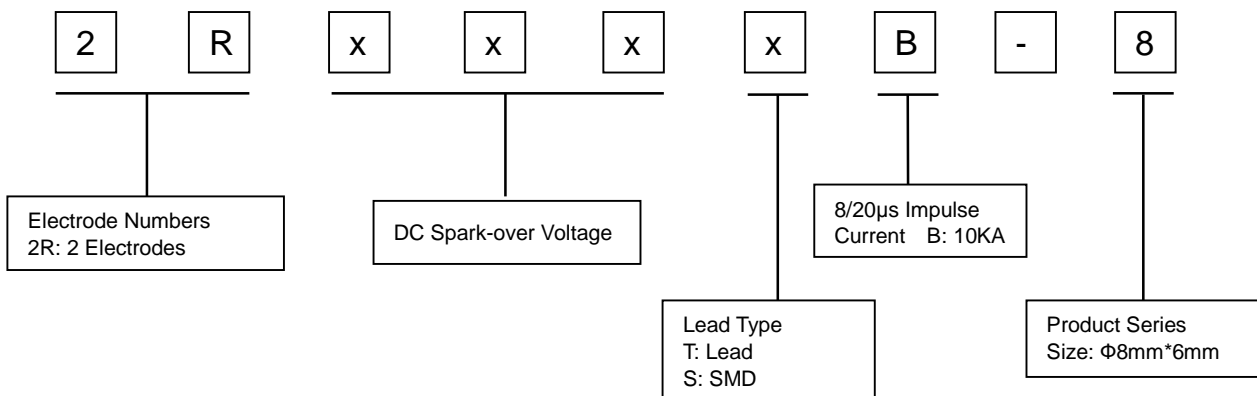 2 R x x x x B - 8
Electrode Numbers
2R: 2 Electrodes
DC Spark-over Voltage
8/20μs Impulse
Current B: 10KA
Lead Type
T: Lead
S: SMD
Product Series
Size: Φ8mm*6mm